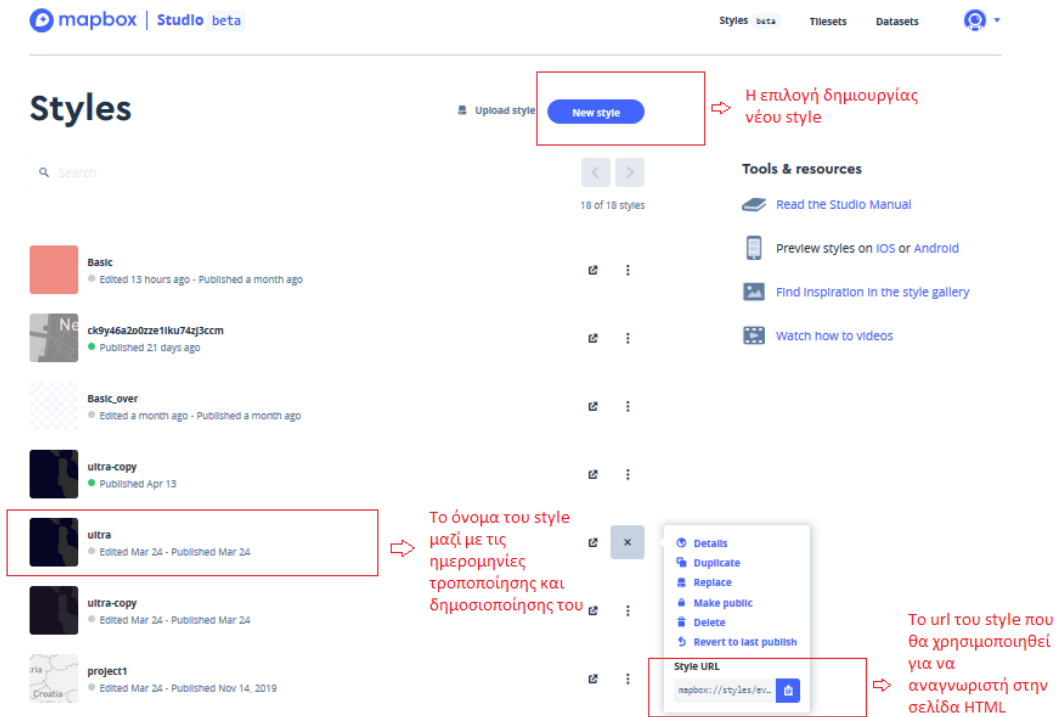 mapbox | Studio beta
Styles beta Tilesets Datasets
Styles
Upload style
New style
Η επιλογή δημιουργίας
νέου style
Search
18 of 18 styles
Tools & resources
Read the Studio Manual
Preview styles on iOS or Android
Find inspiration in the style gallery
Watch how to videos
Basic
Edited 13 hours ago - Published a month ago
Ne
ck9y46a2o0zze1iku74zj3ccm
Published 21 days ago
Basic_over
Edited a month ago - Published a month ago
ultra-copy
Published Apr 13
ultra
Edited Mar 24 - Published Mar 24
Το όνομα του style
μαζί με τις
ημερομηνίες
τροποποίησης και
δημοσιοποίησης του
ultra-copy
Edited Mar 24 - Published Mar 24
project1
Edited Mar 24 - Published Nov 14, 2019
ria
Croatia
Details
Duplicate
Replace
Make public
Delete
Revert to last publish
Style URL
mapbox://styles/ev…
Το url του style που
θα χρησιμοποιηθεί
για να
αναγνωριστή στην
σελίδα HTML